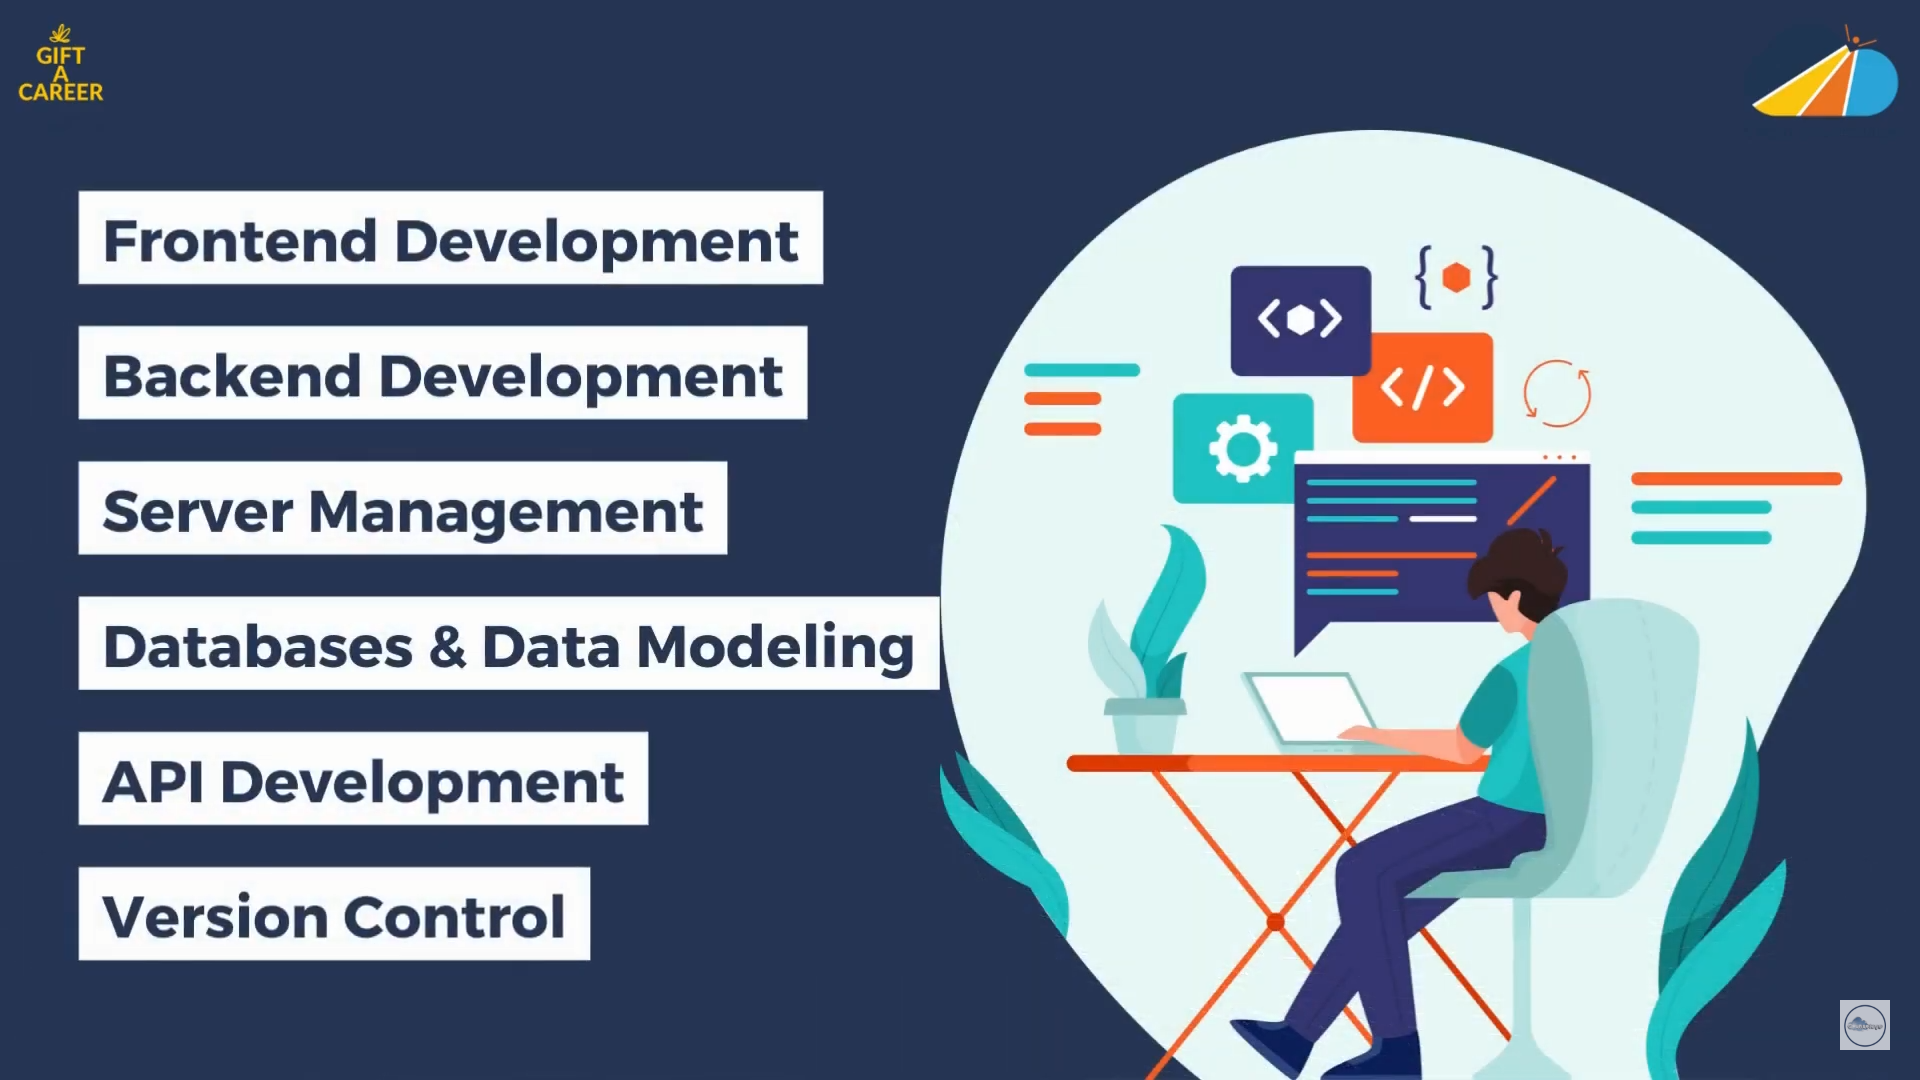 GIFT
A
CAREER
Frontend Development
Backend Development
Server Management
Databases & Data Modeling
API Development
Version Control